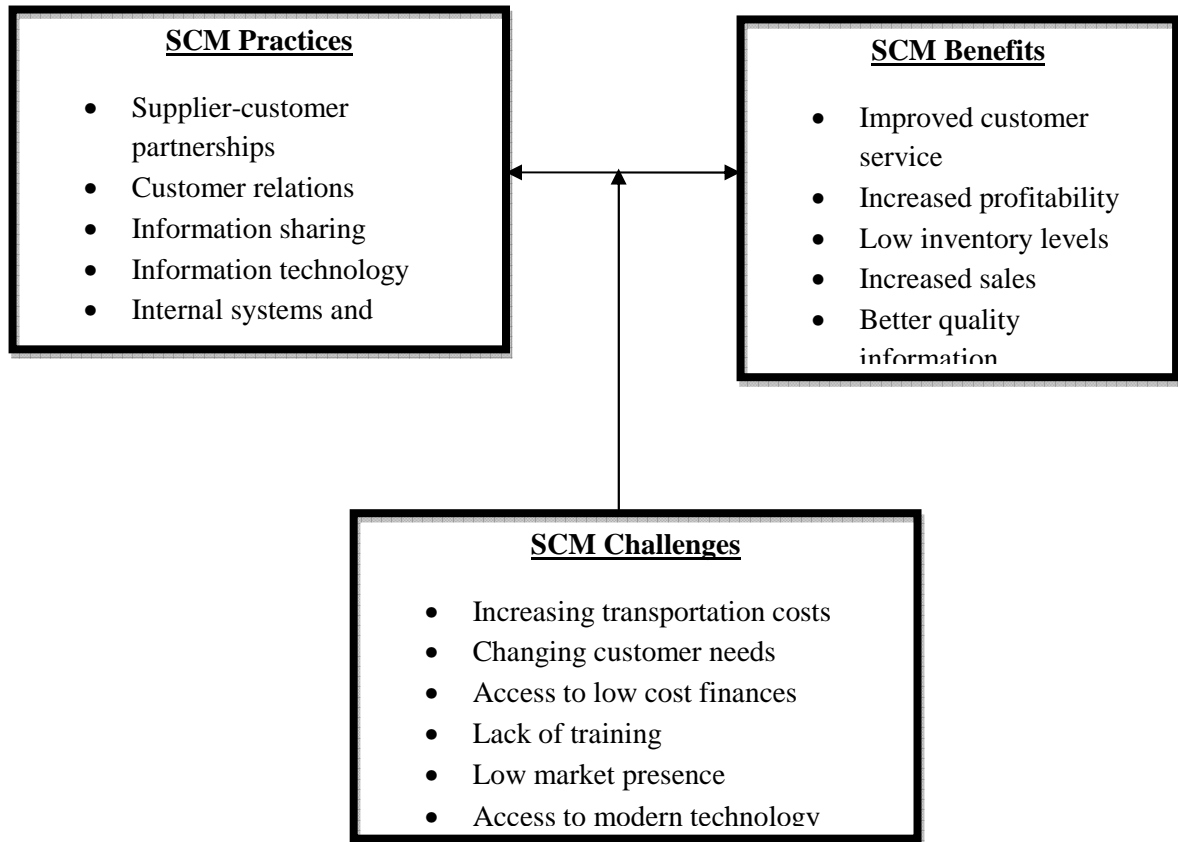 SCM Practices
• Supplier-customer
partnerships
• Customer relations
• Information sharing
• Information technology
• Internal systems and
SCM Benefits
• Improved customer
service
• Increased profitability
• Low inventory levels
• Increased sales
• Better quality
information
SCM Challenges
• Increasing transportation costs
• Changing customer needs
• Access to low cost finances
• Lack of training
• Low market presence
• Access to modern technology